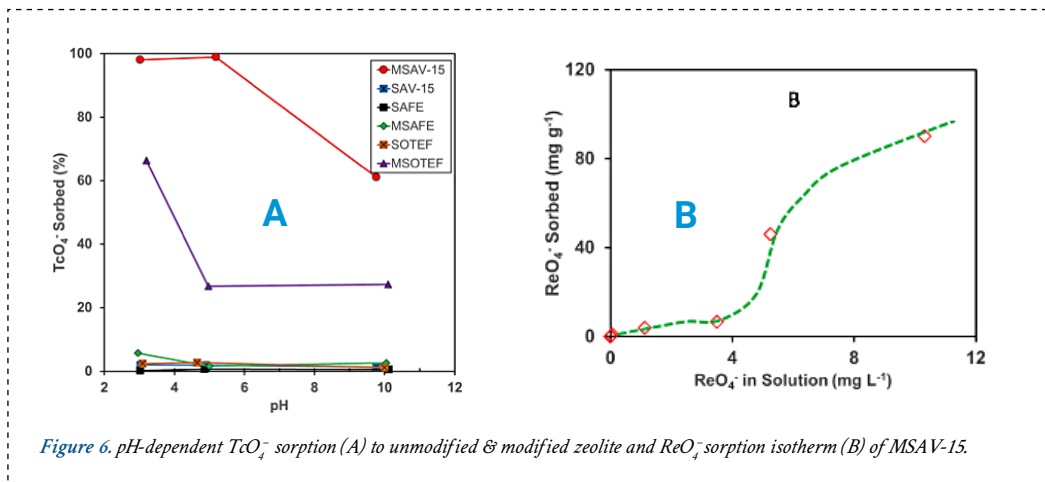 100
80
60
40
20
0
TcO₄⁻ Sorbed (%)
2 4 6 8 10 12
pH
MSAV-15
SAV-15
SAFE
MSAFE
SOTEF
MSOTEF
A
120
80
40
0
ReO₄⁻ Sorbed (mg g⁻¹)
0 4 8 12
ReO₄⁻ in Solution (mg L⁻¹)
B
B
Figure 6. pH-dependent TcO₄⁻ sorption (A) to unmodified & modified zeolite and ReO₄⁻ sorption isotherm (B) of MSAV-15.